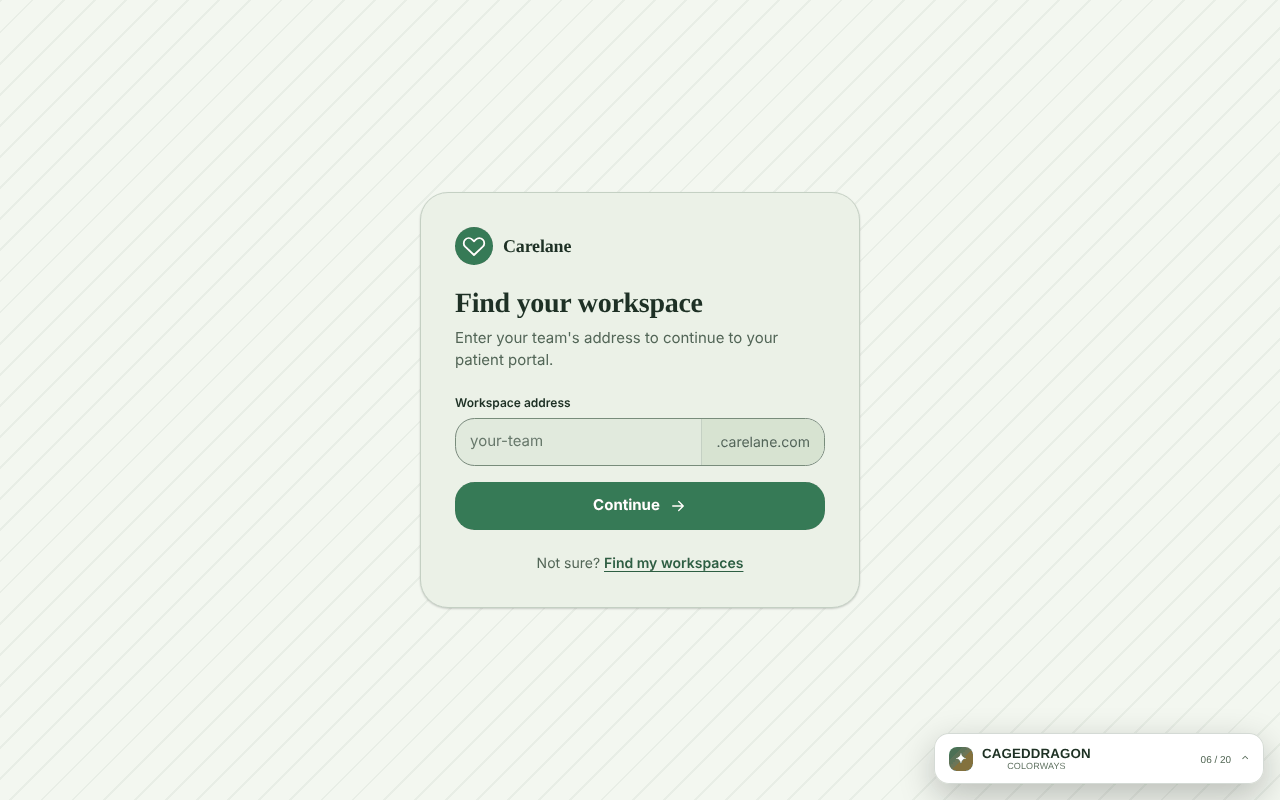 Carelane
Find your workspace
Enter your team's address to continue to your
patient portal.
Workspace address
your-team
.carelane.com
Continue →
Not sure? Find my workspaces
CAGEDDRAGON
COLORWAYS
06 / 20